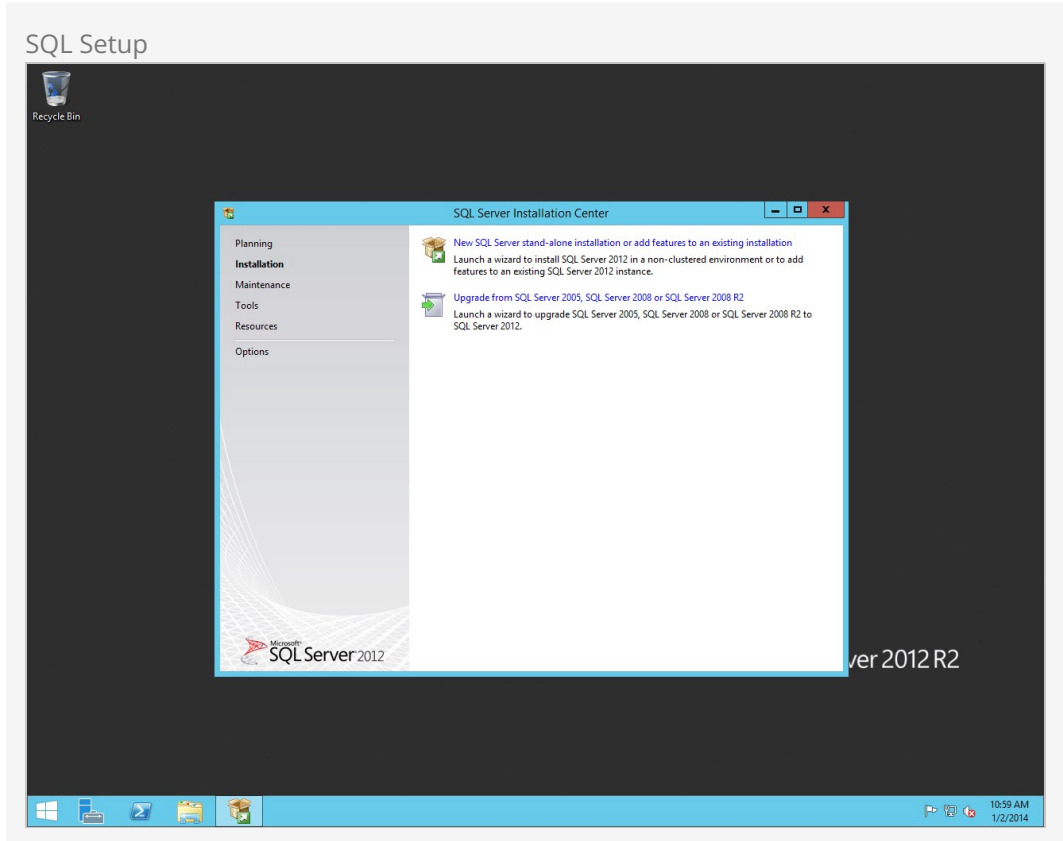 SQL Setup
Recycle Bin
SQL Server Installation Center
Planning
Installation
Maintenance
Tools
Resources
Options
New SQL Server stand-alone installation or add features to an existing installation
Launch a wizard to install SQL Server 2012 in a non-clustered environment or to add
features to an existing SQL Server 2012 instance.
Upgrade from SQL Server 2005, SQL Server 2008 or SQL Server 2008 R2
Launch a wizard to upgrade SQL Server 2005, SQL Server 2008 or SQL Server 2008 R2 to
SQL Server 2012.
Microsoft
SQL Server 2012
ver 2012 R2
10:59 AM
1/2/2014